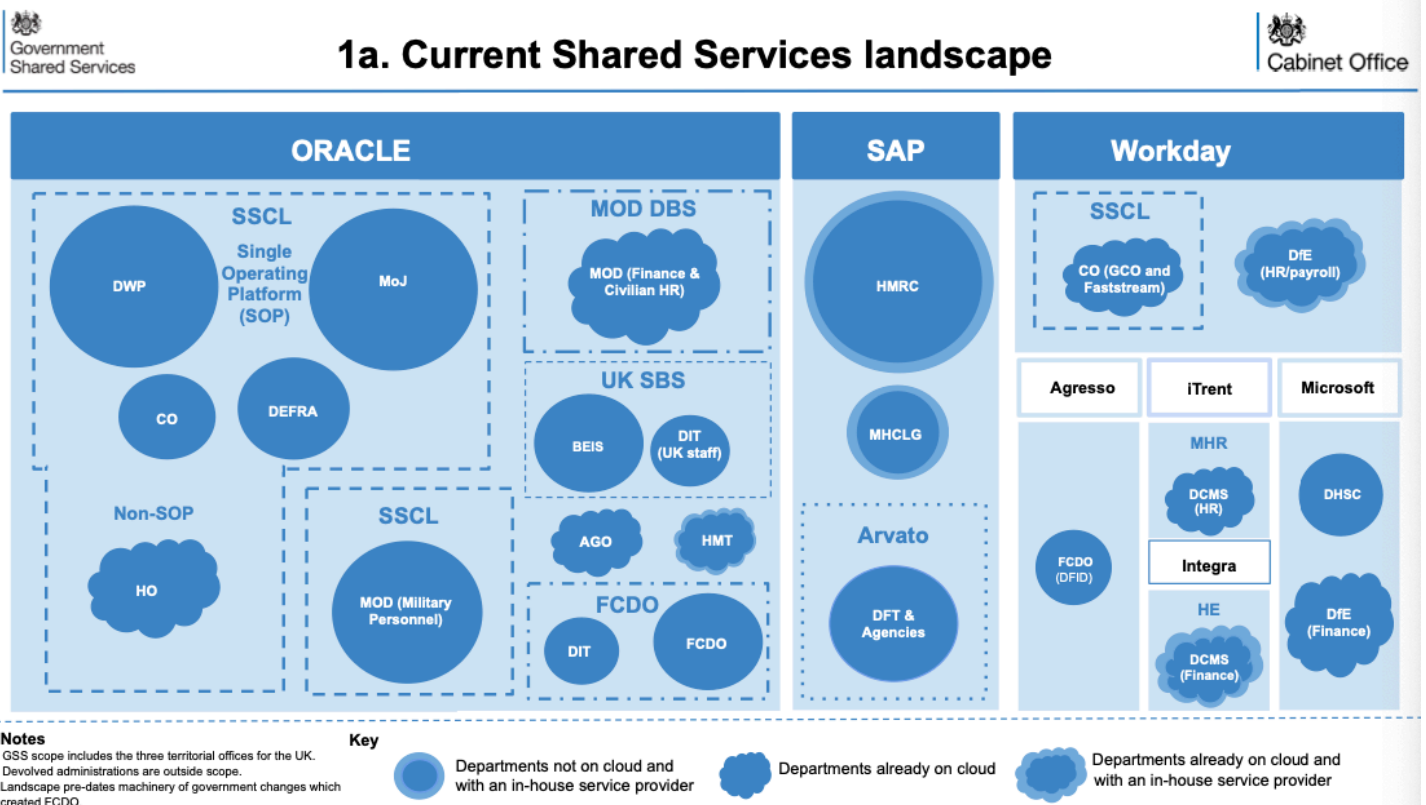 Government
Shared Services
1a. Current Shared Services landscape
Cabinet Office
ORACLE
SSCL
Single
Operating
Platform
(SOP)
DWP
MoJ
CO
DEFRA
Non-SOP
HO
SSCL
MOD (Military
Personnel)
MOD DBS
MOD (Finance &
Civilian HR)
UK SBS
BEIS
DIT
(UK staff)
AGO
HMT
FCDO
DIT
FCDO
SAP
HMRC
MHCLG
Arvato
DFT &
Agencies
Workday
SSCL
CO (GCO and
Faststream)
DfE
(HR/payroll)
Agresso
FCDO
(DFID)
iTrent
MHR
DCMS
(HR)
Integra
HE
DCMS
(Finance)
Microsoft
DHSC
DfE
(Finance)
Notes
GSS scope includes the three territorial offices for the UK.
Devolved administrations are outside scope.
Landscape pre-dates machinery of government changes which
created FCDO
Key
Departments not on cloud and
with an in-house service provider
Departments already on cloud
Departments already on cloud and
with an in-house service provider